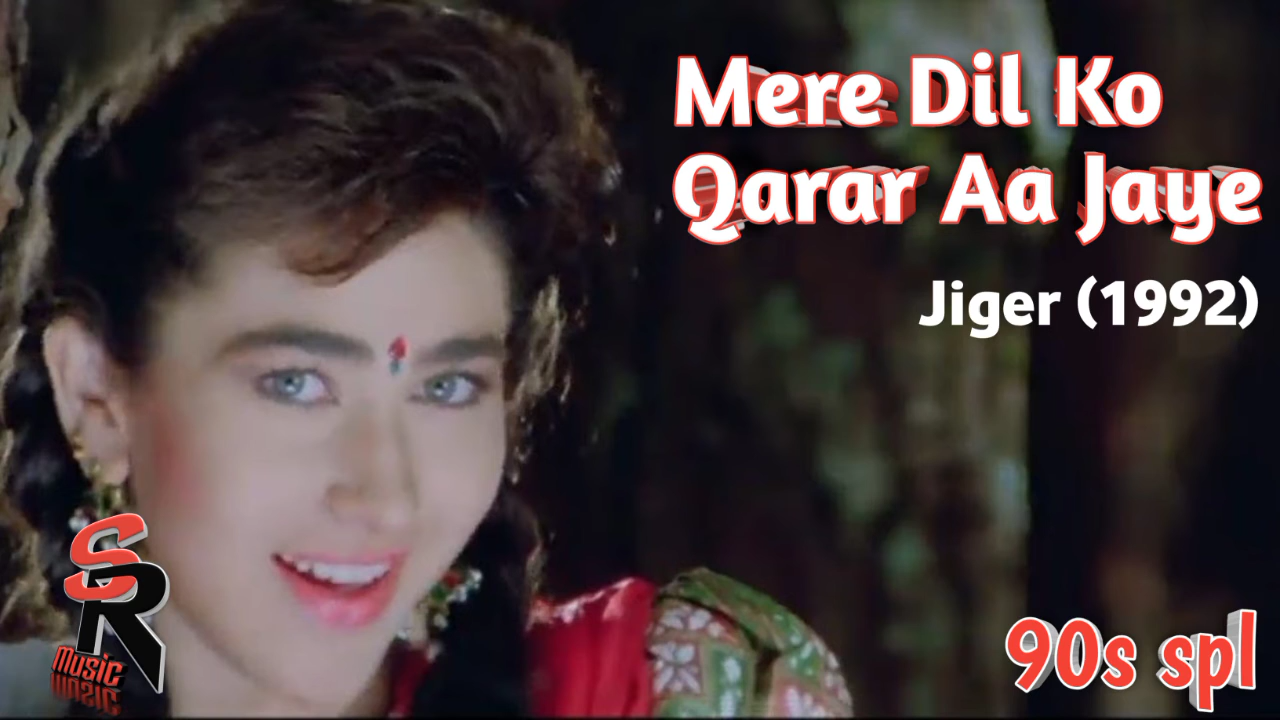 Mere Dil Ko
Qarar Aa Jaye
Jiger (1992)
SR
Music
90s spl